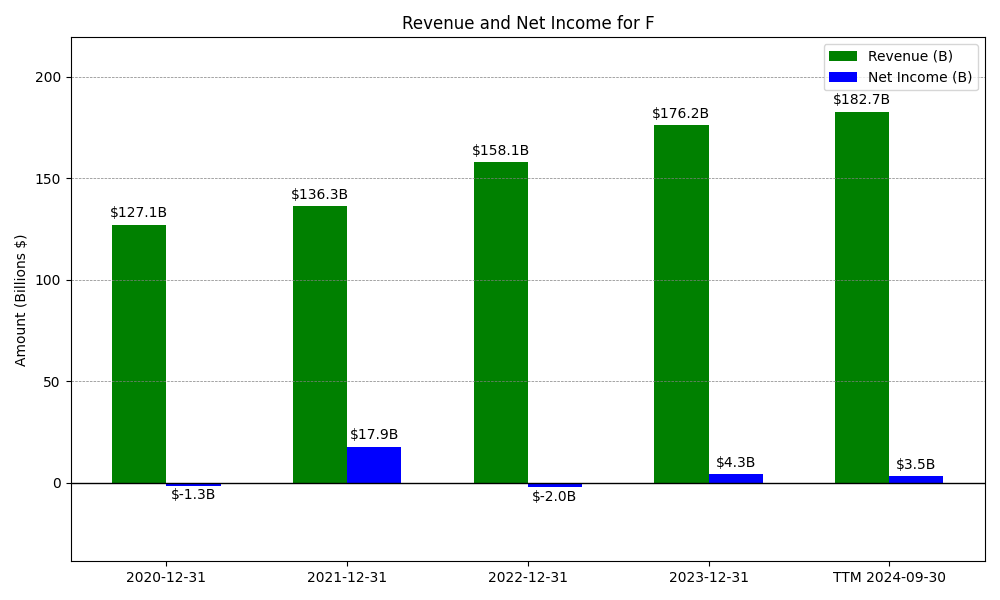 Revenue and Net Income for F
Revenue (B)
Net Income (B)
Amount (Billions $)
200
150
100
50
0
$127.1B
$-1.3B
$136.3B
$17.9B
$158.1B
$-2.0B
$176.2B
$4.3B
$182.7B
$3.5B
2020-12-31
2021-12-31
2022-12-31
2023-12-31
TTM 2024-09-30